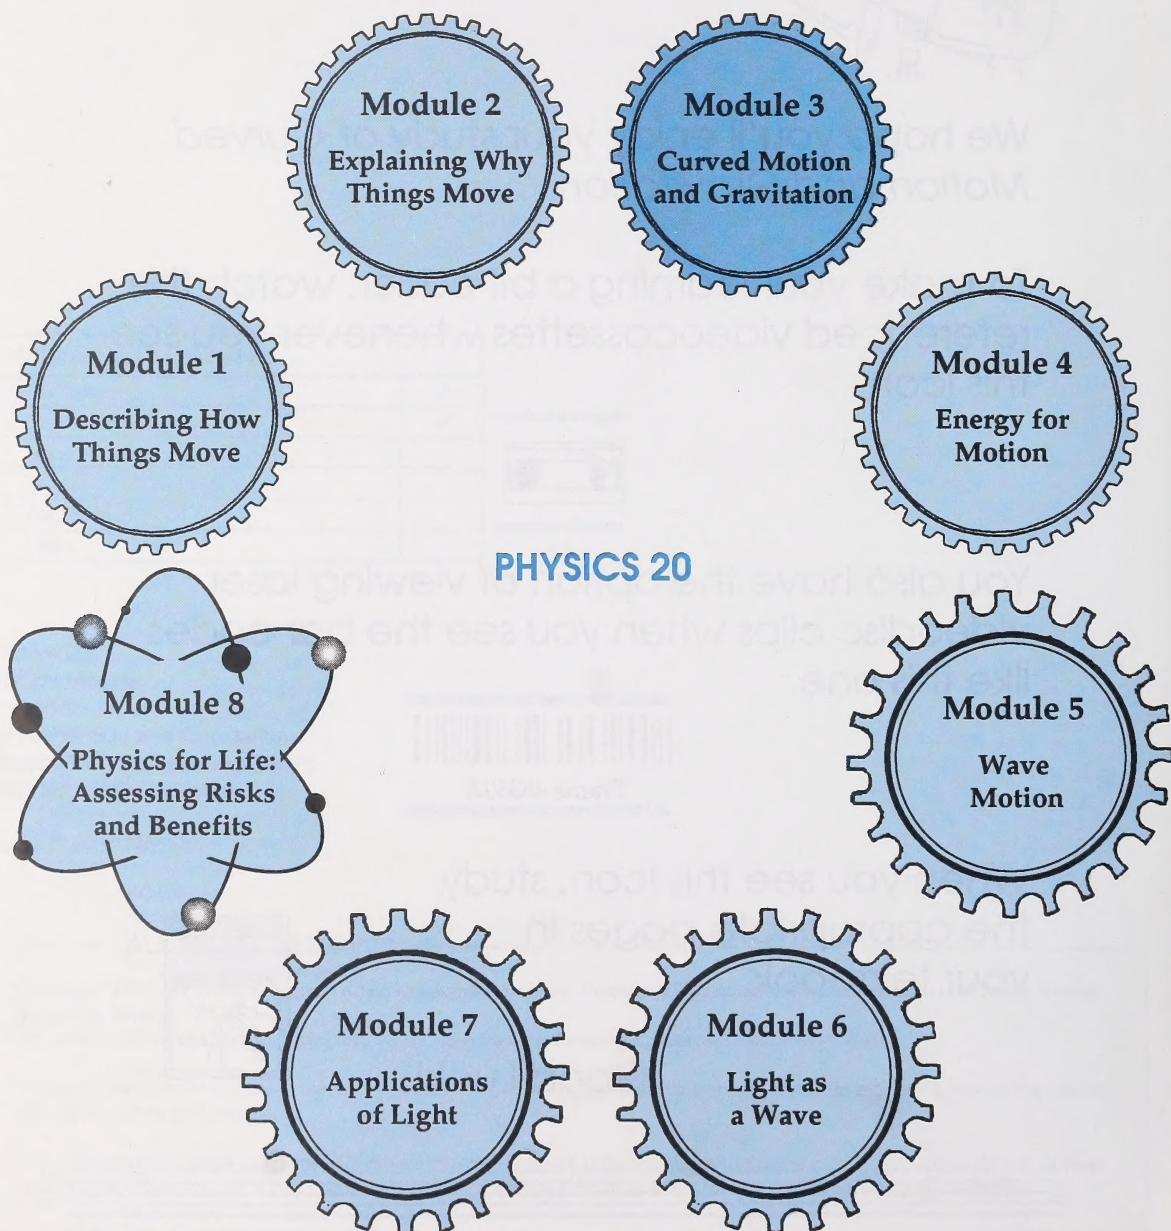 Module 2
Explaining Why
Things Move
Module 3
Curved Motion
and Gravitation
Module 1
Describing How
Things Move
Module 4
Energy for
Motion
PHYSICS 20
Module 8
Physics for Life:
Assessing Risks
and Benefits
Module 5
Wave
Motion
Module 7
Applications
of Light
Module 6
Light as
a Wave